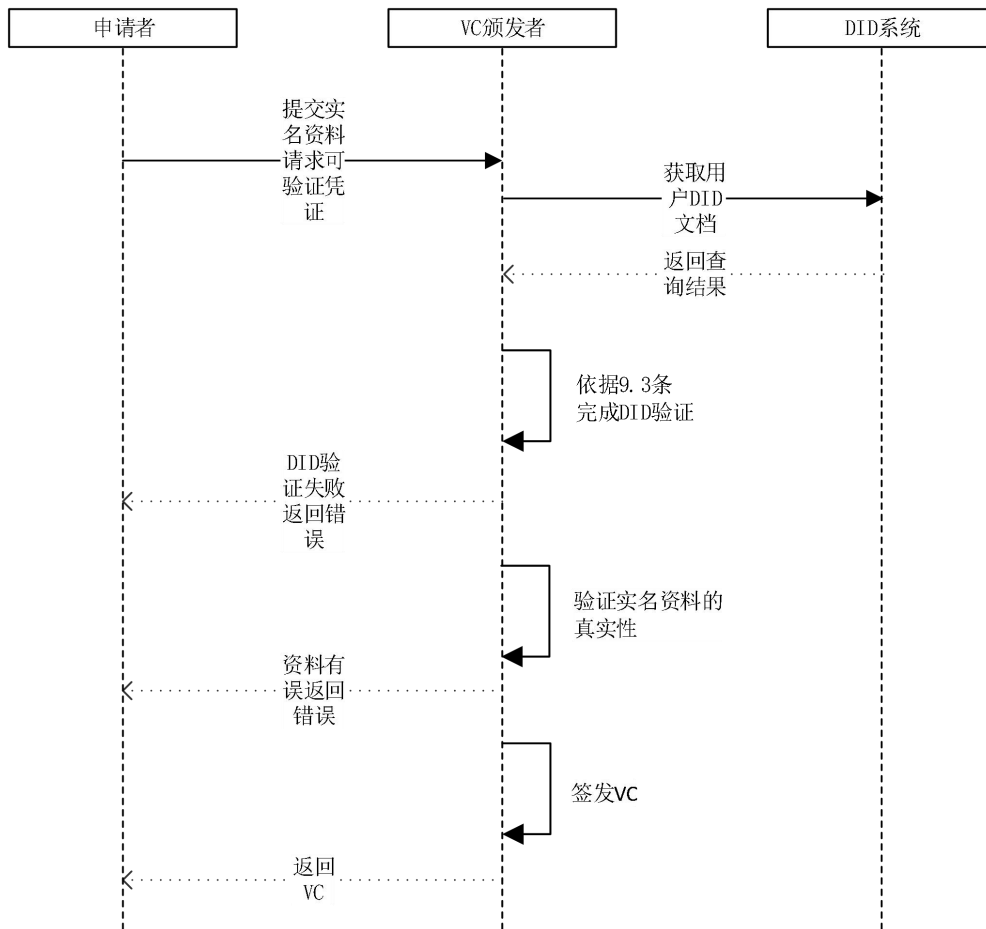 申请者
VC颁发者
DID系统
提交实
名资料
请求可
验证凭
证
获取用
户DID
文档
返回查
询结果
依据9.3条
完成DID验证
DID验
证失败
返回错
误
验证实名资料的
真实性
资料有
误返回
错误
签发VC
返回
VC